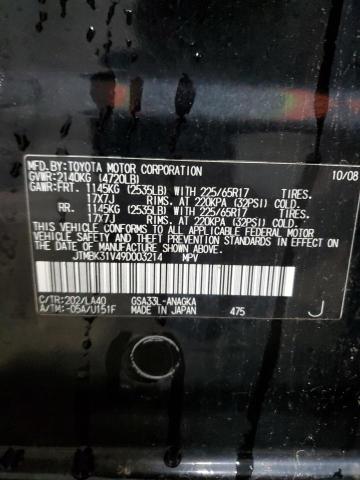 MFD.BY:TOYOTA MOTOR CORPORATION 10/08
GVWR:2140KG (4720LB)
GAWR:FRT. 1145KG (2535LB) WITH 225/65R17 TIRES.
17X7J RIMS. AT 220KPA (32PSI) COLD.
RR. 1145KG (2535LB) WITH 225/65R17 TIRES.
17X7J RIMS. AT 220KPA (32PSI) COLD.
THIS VEHICLE CONFORMS TO ALL APPLICABLE FEDERAL MOTOR
VEHICLE SAFETY AND THEFT PREVENTION STANDARDS IN
EFFECT ON THE DATE OF MANUFACTURE SHOWN ABOVE.
JTMBK31V49D003214 MPV
C/TR:202/LA40 GSA33L-ANAGKA
A/TM:-05A/U151F MADE IN JAPAN 475 J